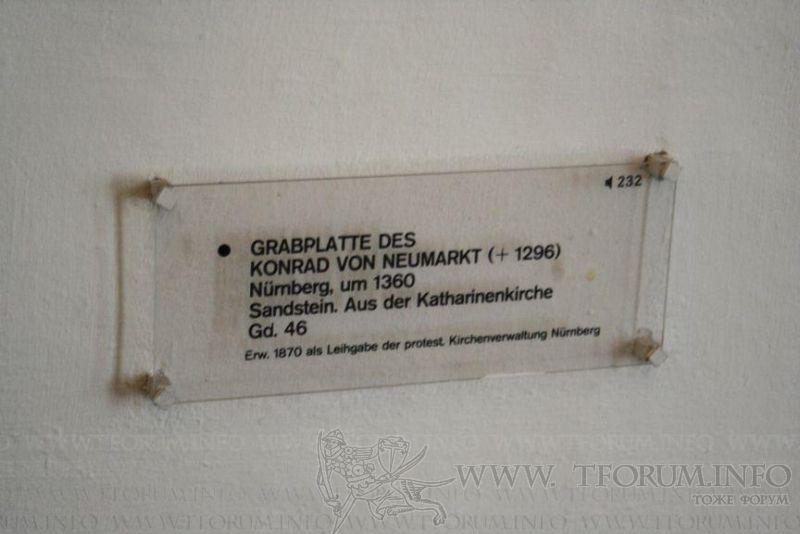 232
● GRABPLATTE DES
KONRAD VON NEUMARKT (+ 1296)
Nürnberg, um 1360
Sandstein. Aus der Katharinenkirche
Gd. 46
Erw. 1870 als Leihgabe der protest. Kirchenverwaltung Nürnberg
WWW.TFORUM.INFO
ТОЖЕ ФОРУМ